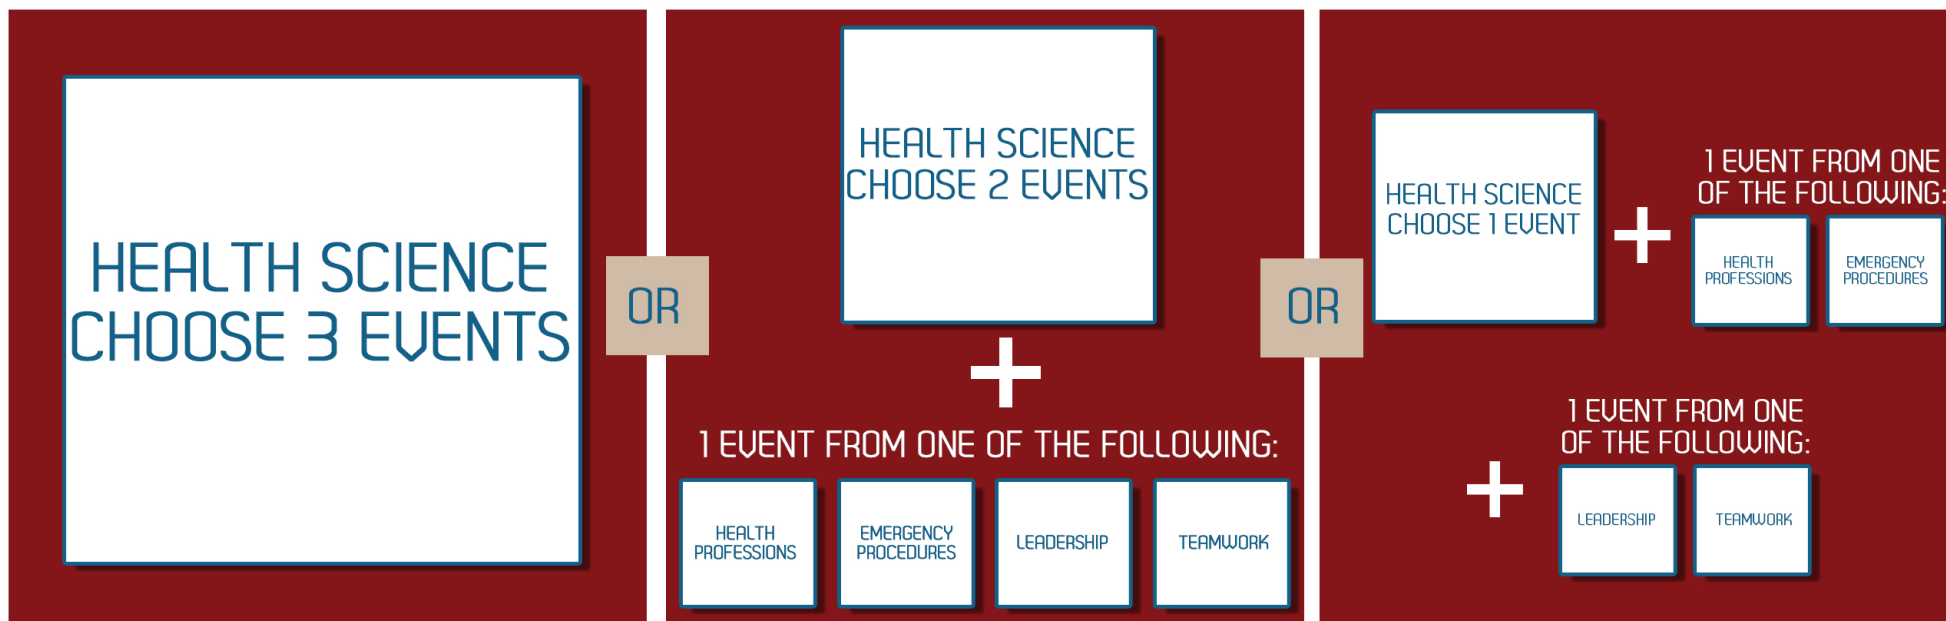 HEALTH SCIENCE
CHOOSE 3 EVENTS
OR
HEALTH SCIENCE
CHOOSE 2 EVENTS
+
1 EVENT FROM ONE OF THE FOLLOWING:
HEALTH
PROFESSIONS
EMERGENCY
PROCEDURES
LEADERSHIP
TEAMWORK
OR
HEALTH SCIENCE
CHOOSE 1 EVENT
+
1 EVENT FROM ONE
OF THE FOLLOWING:
HEALTH
PROFESSIONS
EMERGENCY
PROCEDURES
+
1 EVENT FROM ONE
OF THE FOLLOWING:
LEADERSHIP
TEAMWORK